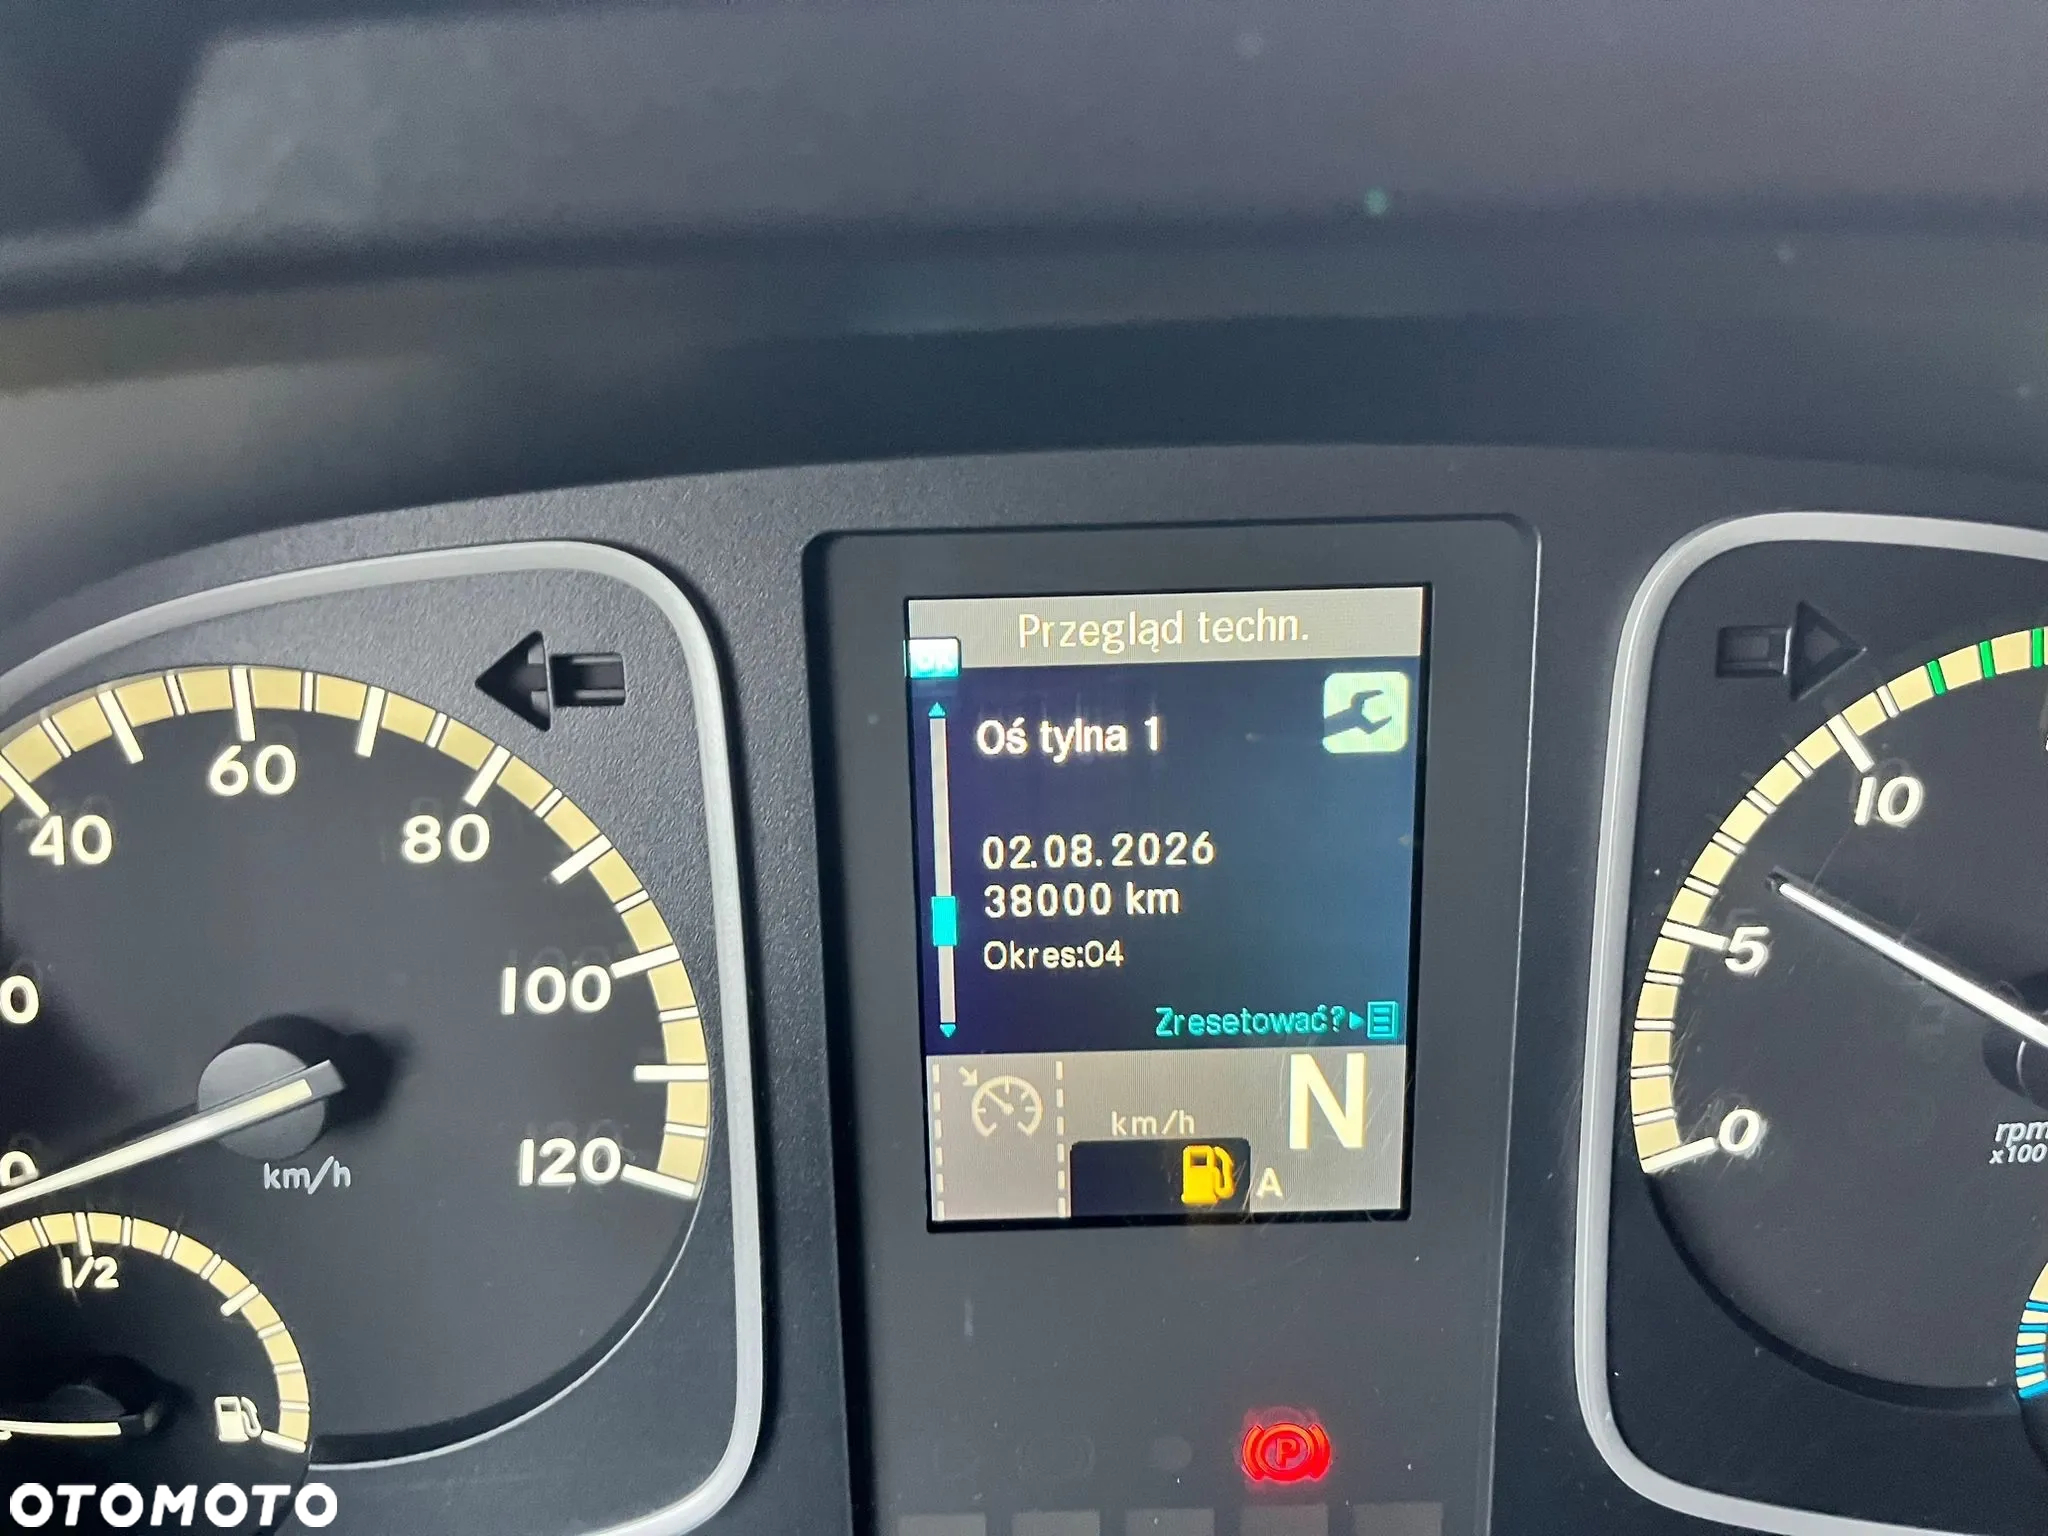 Przegląd techn.
OK
Oś tylna 1
02.08.2026
38000 km
Okres:04
Zresetować?
km/h
N
A
40
60
80
100
120
km/h
1/2
10
5
0
rpm
x100
P
OTOMOTO